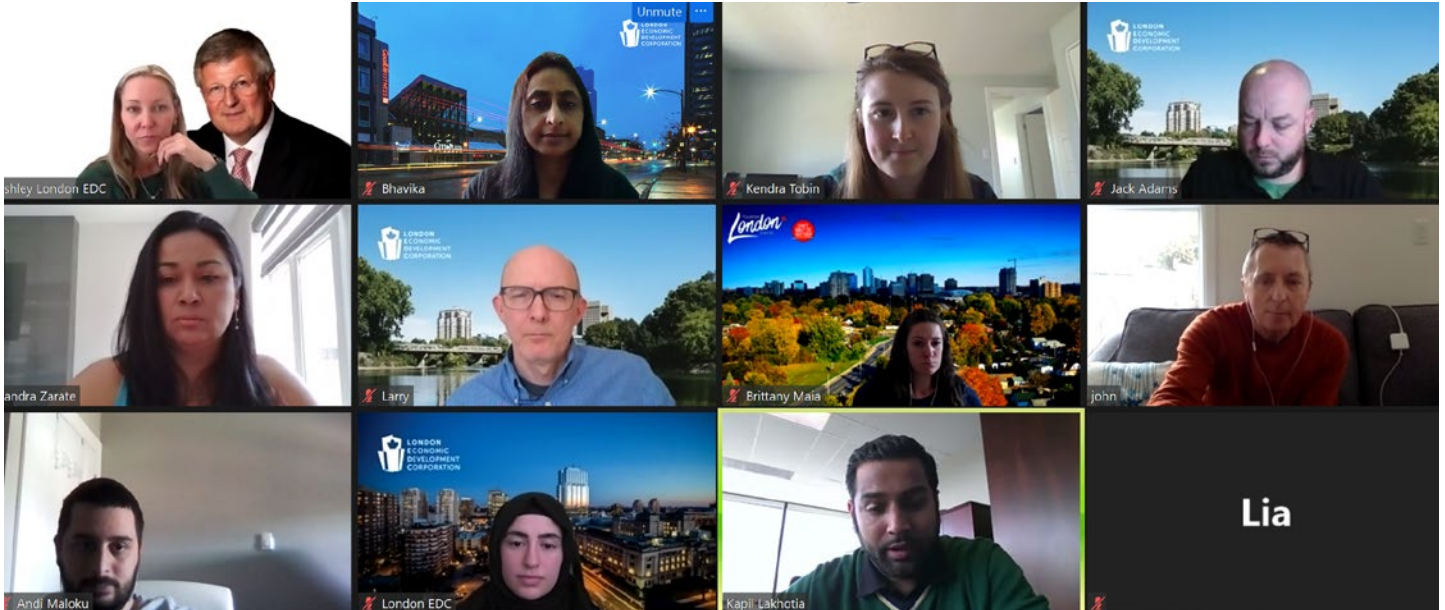 Unmute ...
LONDON
ECONOMIC
DEVELOPMENT
CORPORATION
LONDON
ECONOMIC
DEVELOPMENT
CORPORATION
shley London EDC
Bhavika
Kendra Tobin
Jack Adams
LONDON
ECONOMIC
DEVELOPMENT
CORPORATION
London
andra Zarate
Larry
Brittany Maia
john
LONDON
ECONOMIC
DEVELOPMENT
CORPORATION
Lia
Andi Maloku
London EDC
Kapil Lakhotia